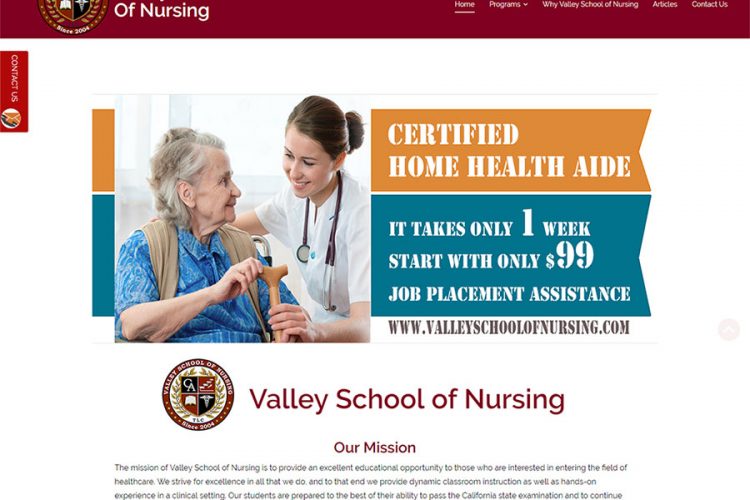 Of Nursing
Since 2004
Home Programs Why Valley School of Nursing Articles Contact Us
CONTACT US
CERTIFIED
HOME HEALTH AIDE
IT TAKES ONLY 1 WEEK
START WITH ONLY $99
JOB PLACEMENT ASSISTANCE
WWW.VALLEYSCHOOLOFNURSING.COM
VALLEY SCHOOL OF NURSING
CA
TLC
Since 2004
Valley School of Nursing
Our Mission
The mission of Valley School of Nursing is to provide an excellent educational opportunity to those who are interested in entering the field of
healthcare. We strive for excellence in all that we do, and to that end we provide dynamic classroom instruction as well as hands-on
experience in a clinical setting. Our students are prepared to the best of their ability to pass the California state examination and to continue